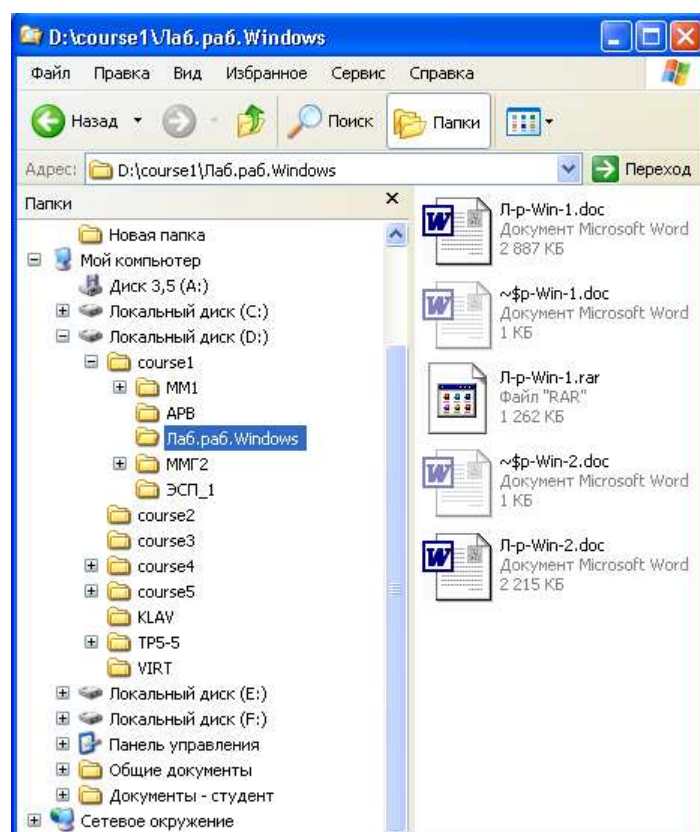 D:\course1\Лаб.раб.Windows
Файл Правка Вид Избранное Сервис Справка
Назад Поиск Папки
Адрес: D:\course1\Лаб.раб.Windows Переход
Папки
Новая папка
Мой компьютер
Диск 3,5 (A:)
Локальный диск (C:)
Локальный диск (D:)
course1
ММ1
АРВ
Лаб.раб.Windows
ММГ2
ЭСП_1
course2
course3
course4
course5
KLAV
TP5-5
VIRT
Локальный диск (E:)
Локальный диск (F:)
Панель управления
Общие документы
Документы - студент
Сетевое окружение
Л-р-Win-1.doc
Документ Microsoft Word
2 887 КБ
~$р-Win-1.doc
Документ Microsoft Word
1 КБ
Л-р-Win-1.rar
Файл "RAR"
1 262 КБ
~$р-Win-2.doc
Документ Microsoft Word
1 КБ
Л-р-Win-2.doc
Документ Microsoft Word
2 215 КБ